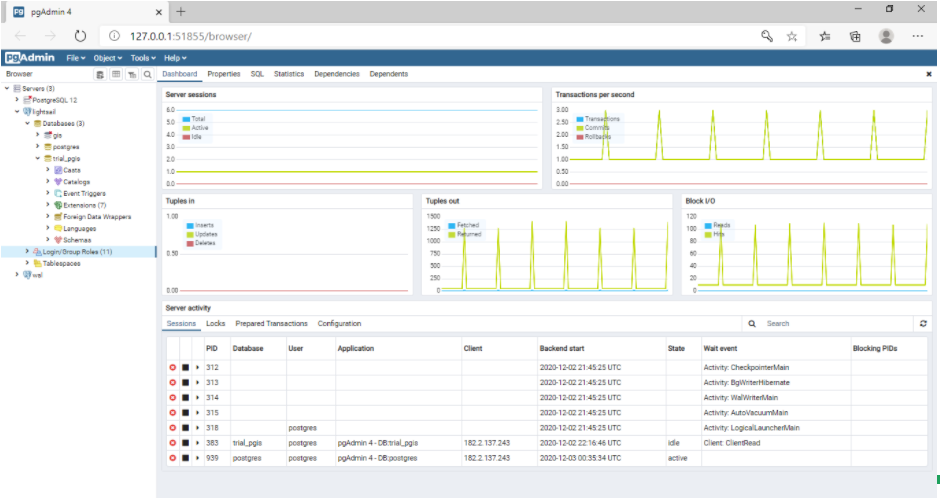 pgAdmin 4
127.0.0.1:51855/browser/
PgAdmin File Object Tools Help
Browser Dashboard Properties SQL Statistics Dependencies Dependents
Servers (3)
PostgreSQL 12
lightsail
Databases (3)
gis
postgres
trial_pgis
Casts
Catalogs
Event Triggers
Extensions (7)
Foreign Data Wrappers
Languages
Schemas
Login/Group Roles (11)
Tablespaces
wal
Server sessions
6.0
5.0
4.0
3.0
2.0
1.0
0.0
Total
Active
Idle
Transactions per second
3.00
2.50
2.00
1.50
1.00
0.50
0.00
Transactions
Commits
Rollbacks
Tuples in
1.00
0.50
0.00
Inserts
Updates
Deletes
Tuples out
1500
1250
1000
750
500
250
0
Fetched
Returned
Block I/O
120
100
80
60
40
20
0
Reads
Hits
Server activity
Sessions Locks Prepared Transactions Configuration Search
PID Database User Application Client Backend start State Wait event Blocking PIDs
312 2020-12-02 21:45:25 UTC Activity: CheckpointerMain
313 2020-12-02 21:45:25 UTC Activity: BgWriterHibernate
314 2020-12-02 21:45:25 UTC Activity: WalWriterMain
315 2020-12-02 21:45:25 UTC Activity: AutoVacuumMain
318 postgres 2020-12-02 21:45:25 UTC Activity: LogicalLauncherMain
383 trial_pgis postgres pgAdmin 4 - DB:trial_pgis 182.2.137.243 2020-12-02 22:16:46 UTC idle Client: ClientRead
939 postgres postgres pgAdmin 4 - DB:postgres 182.2.137.243 2020-12-03 00:35:34 UTC active